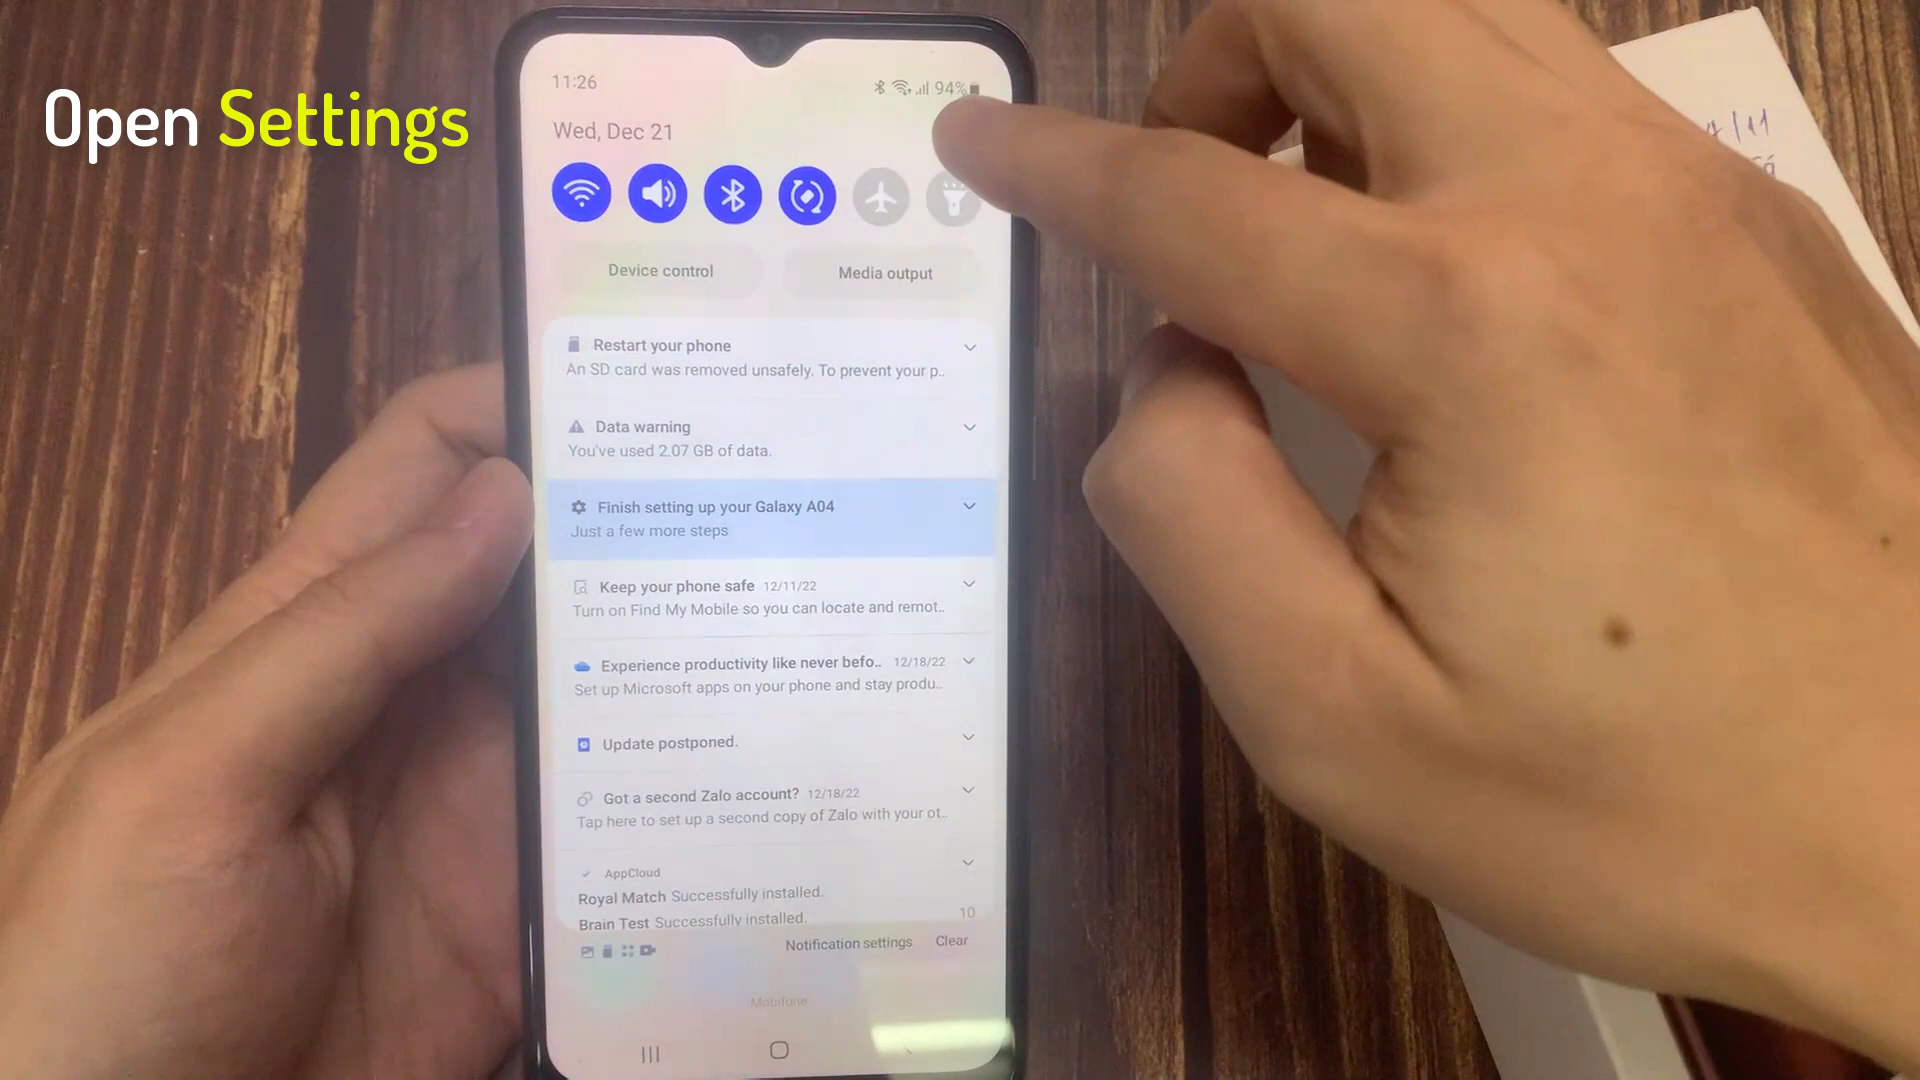 Open Settings
11:26
94%
Wed, Dec 21
Device control
Media output
Restart your phone
An SD card was removed unsafely. To prevent your p..
Data warning
You've used 2.07 GB of data.
Finish setting up your Galaxy A04
Just a few more steps
Keep your phone safe 12/11/22
Turn on Find My Mobile so you can locate and remot..
Experience productivity like never befo.. 12/18/22
Set up Microsoft apps on your phone and stay produ..
Update postponed.
Got a second Zalo account? 12/18/22
Tap here to set up a second copy of Zalo with your ot..
AppCloud
Royal Match Successfully installed.
Brain Test Successfully installed.
10
Notification settings
Clear
Mobifone